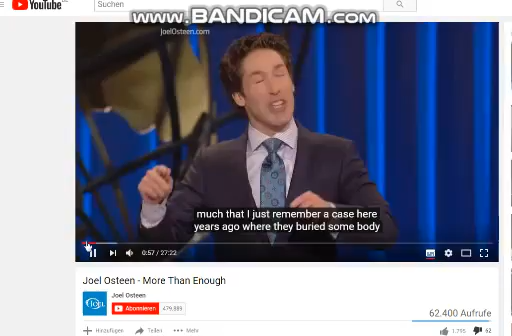 YouTube
Suchen
www.BANDICAM.com
JoelOsteen.com
much that I just remember a case here
years ago where they buried some body
0:57 / 27:22
Joel Osteen - More Than Enough
Joel Osteen
Abonnieren 479.889
62.400 Aufrufe
Hinzufügen Teilen Mehr
1.795 62